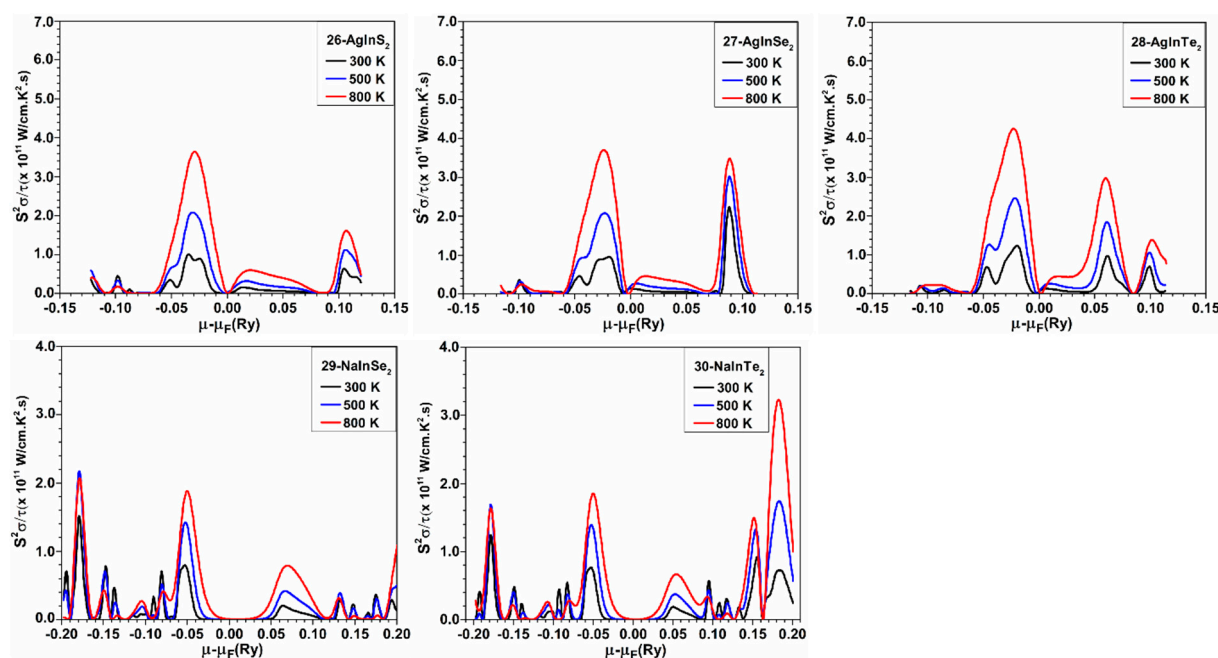 26-AgInS₂
300 K
500 K
800 K
S²σ/τ(x 10¹¹ W/cm.K².s)
7.0
6.0
5.0
4.0
3.0
2.0
1.0
0.0
-0.15 -0.10 -0.05 0.00 0.05 0.10 0.15
μ-μF(Ry)
27-AgInSe₂
300 K
500 K
800 K
S²σ/τ(x 10¹¹ W/cm.K².s)
7.0
6.0
5.0
4.0
3.0
2.0
1.0
0.0
-0.15 -0.10 -0.05 0.00 0.05 0.10 0.15
μ-μF(Ry)
28-AgInTe₂
300 K
500 K
800 K
S²σ/τ(x 10¹¹ W/cm.K².s)
7.0
6.0
5.0
4.0
3.0
2.0
1.0
0.0
-0.15 -0.10 -0.05 0.00 0.05 0.10 0.15
μ-μF(Ry)
29-NaInSe₂
300 K
500 K
800 K
S²σ/τ(x 10¹¹ W/cm.K².s)
4.0
3.0
2.0
1.0
0.0
-0.20 -0.15 -0.10 -0.05 0.00 0.05 0.10 0.15 0.20
μ-μF(Ry)
30-NaInTe₂
300 K
500 K
800 K
S²σ/τ(x 10¹¹ W/cm.K².s)
4.0
3.0
2.0
1.0
0.0
-0.20 -0.15 -0.10 -0.05 0.00 0.05 0.10 0.15 0.20
μ-μF(Ry)